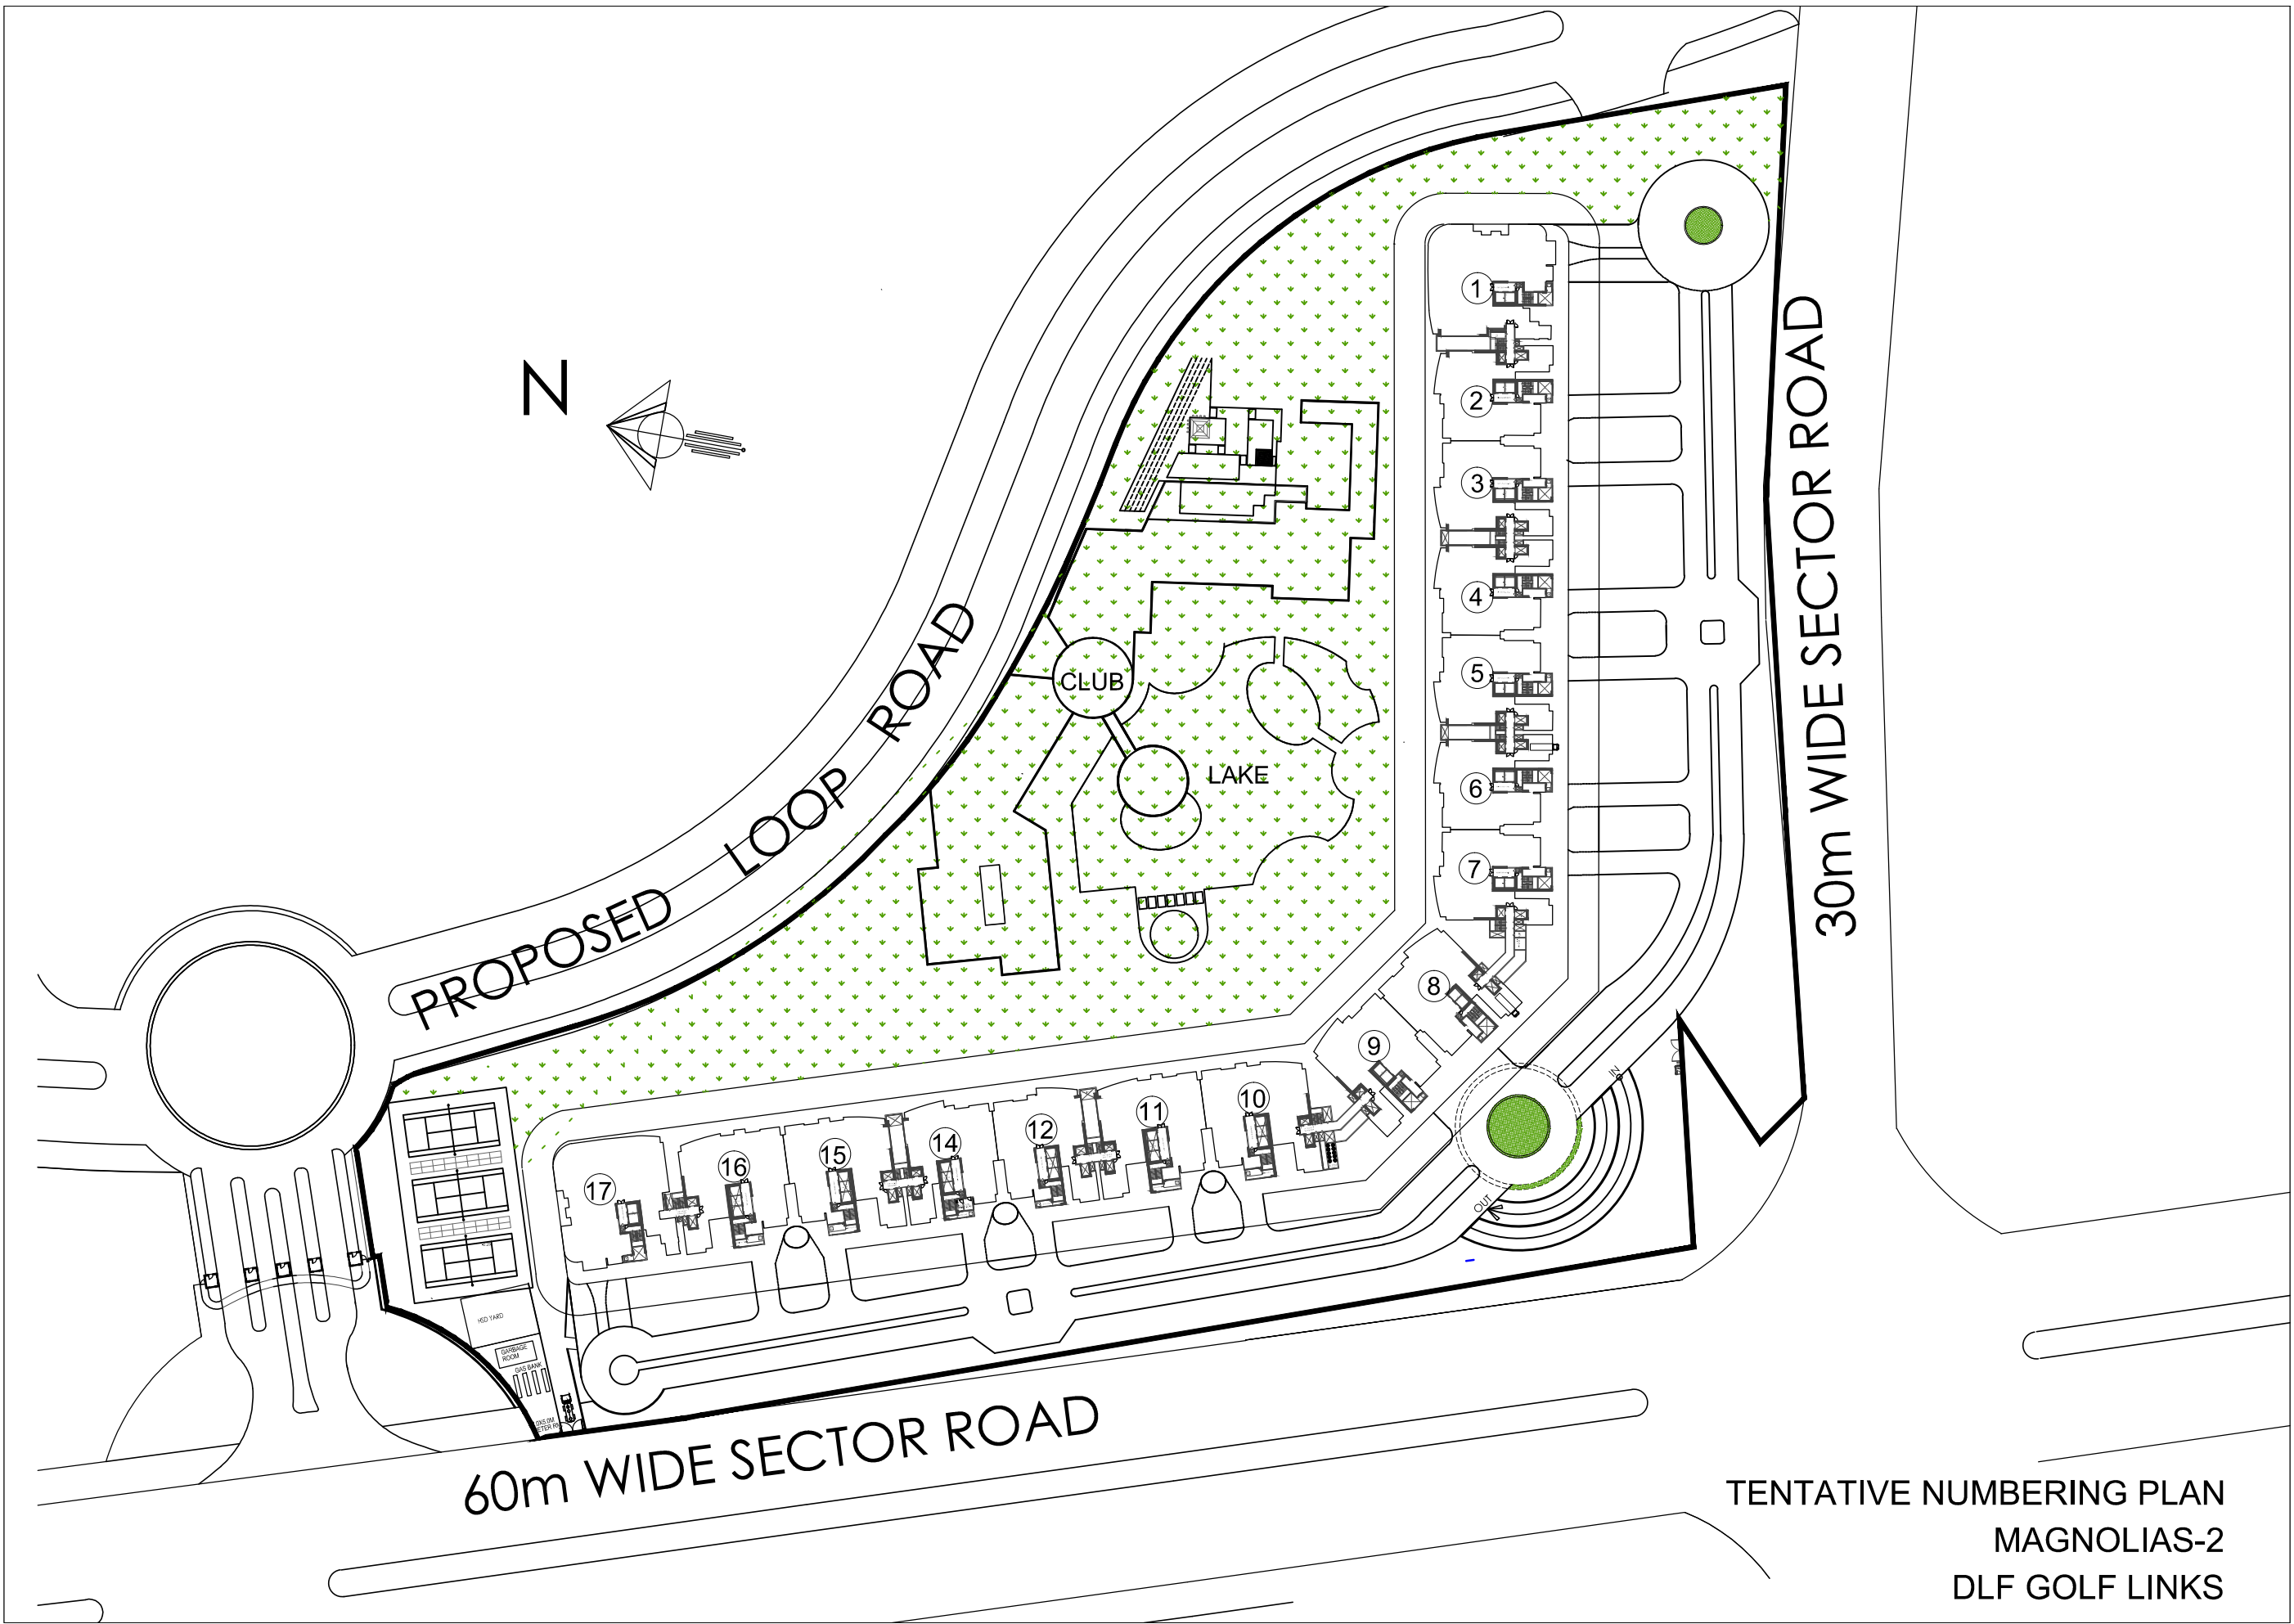 N
PROPOSED LOOP ROAD
30m WIDE SECTOR ROAD
60m WIDE SECTOR ROAD
CLUB
LAKE
1
2
3
4
5
6
7
8
9
10
11
12
14
15
16
17
IN
OUT
HSD YARD
GARBAGE
ROOM
GAS BANK
TENTATIVE NUMBERING PLAN
MAGNOLIAS-2
DLF GOLF LINKS